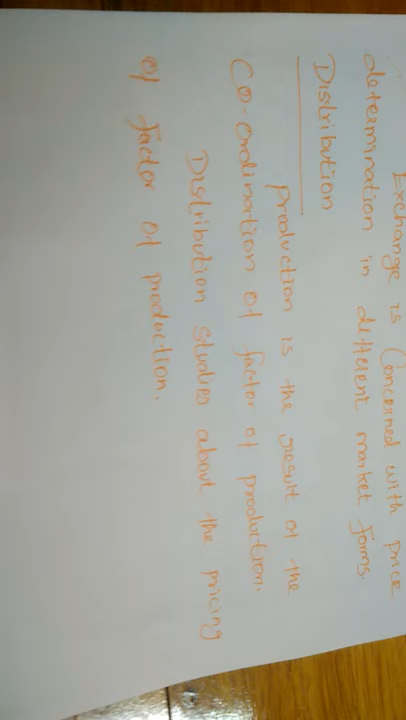 Exchange is Concerned with price
determination in different market forms.
Distribution
Production is the result of the
Co-ordination of factor of production.
Distribution studies about the pricing
of factor of production.